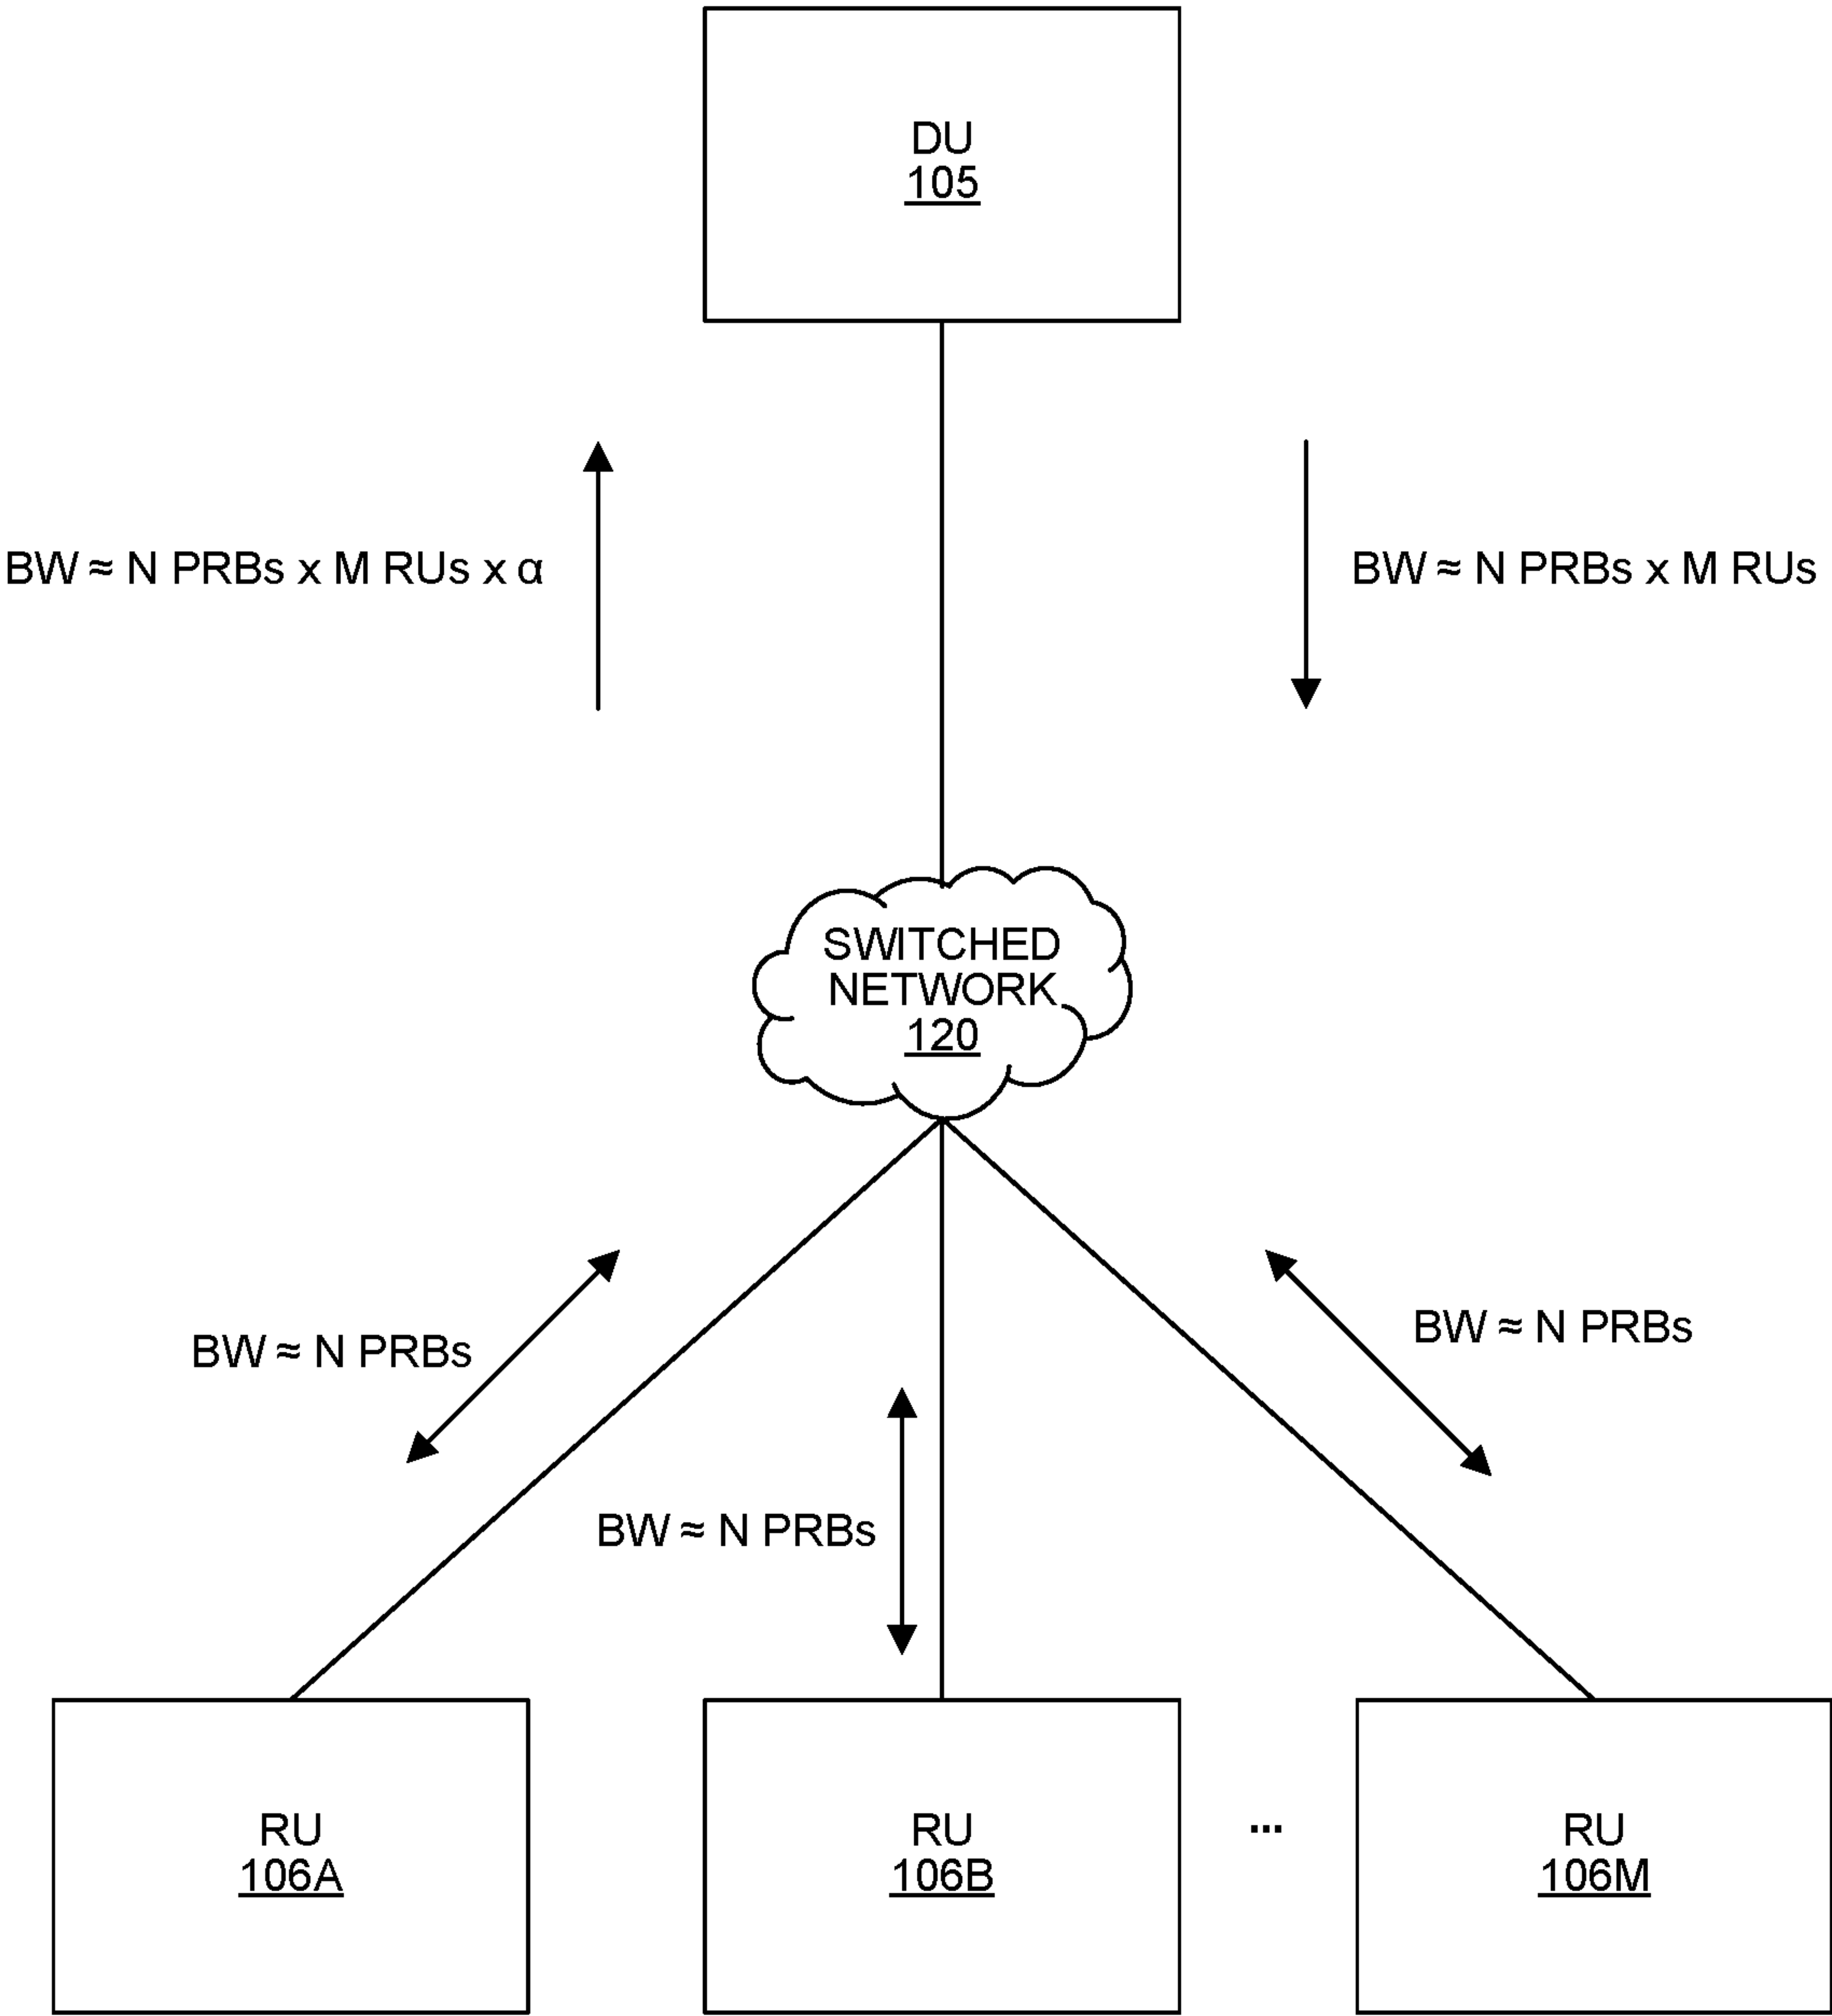 DU
105
BW ≈ N PRBs x M RUs x α
BW ≈ N PRBs x M RUs
SWITCHED
NETWORK
120
BW ≈ N PRBs
BW ≈ N PRBs
BW ≈ N PRBs
RU
106A
RU
106B
...
RU
106M